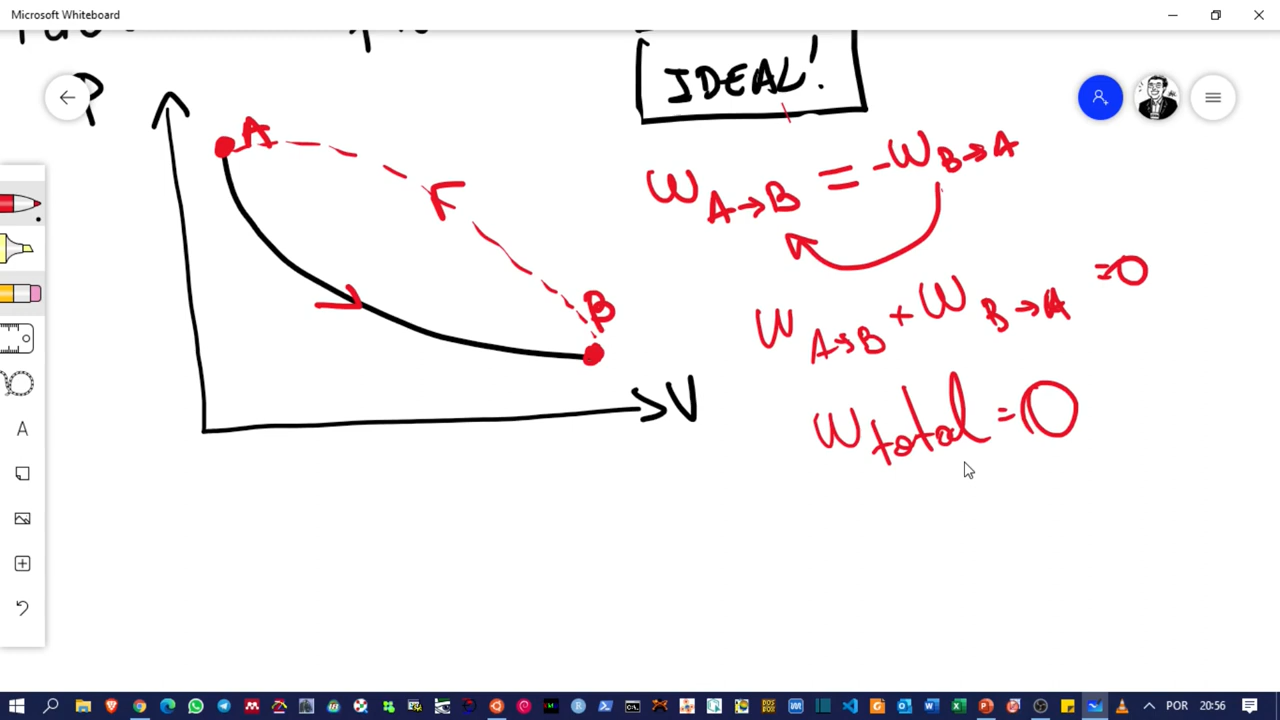 Microsoft Whiteboard
IDEAL!
P
A
W A→B = -W B→A
B
W A→B + W B→A = 0
V
W total = 0
A
POR 20:56